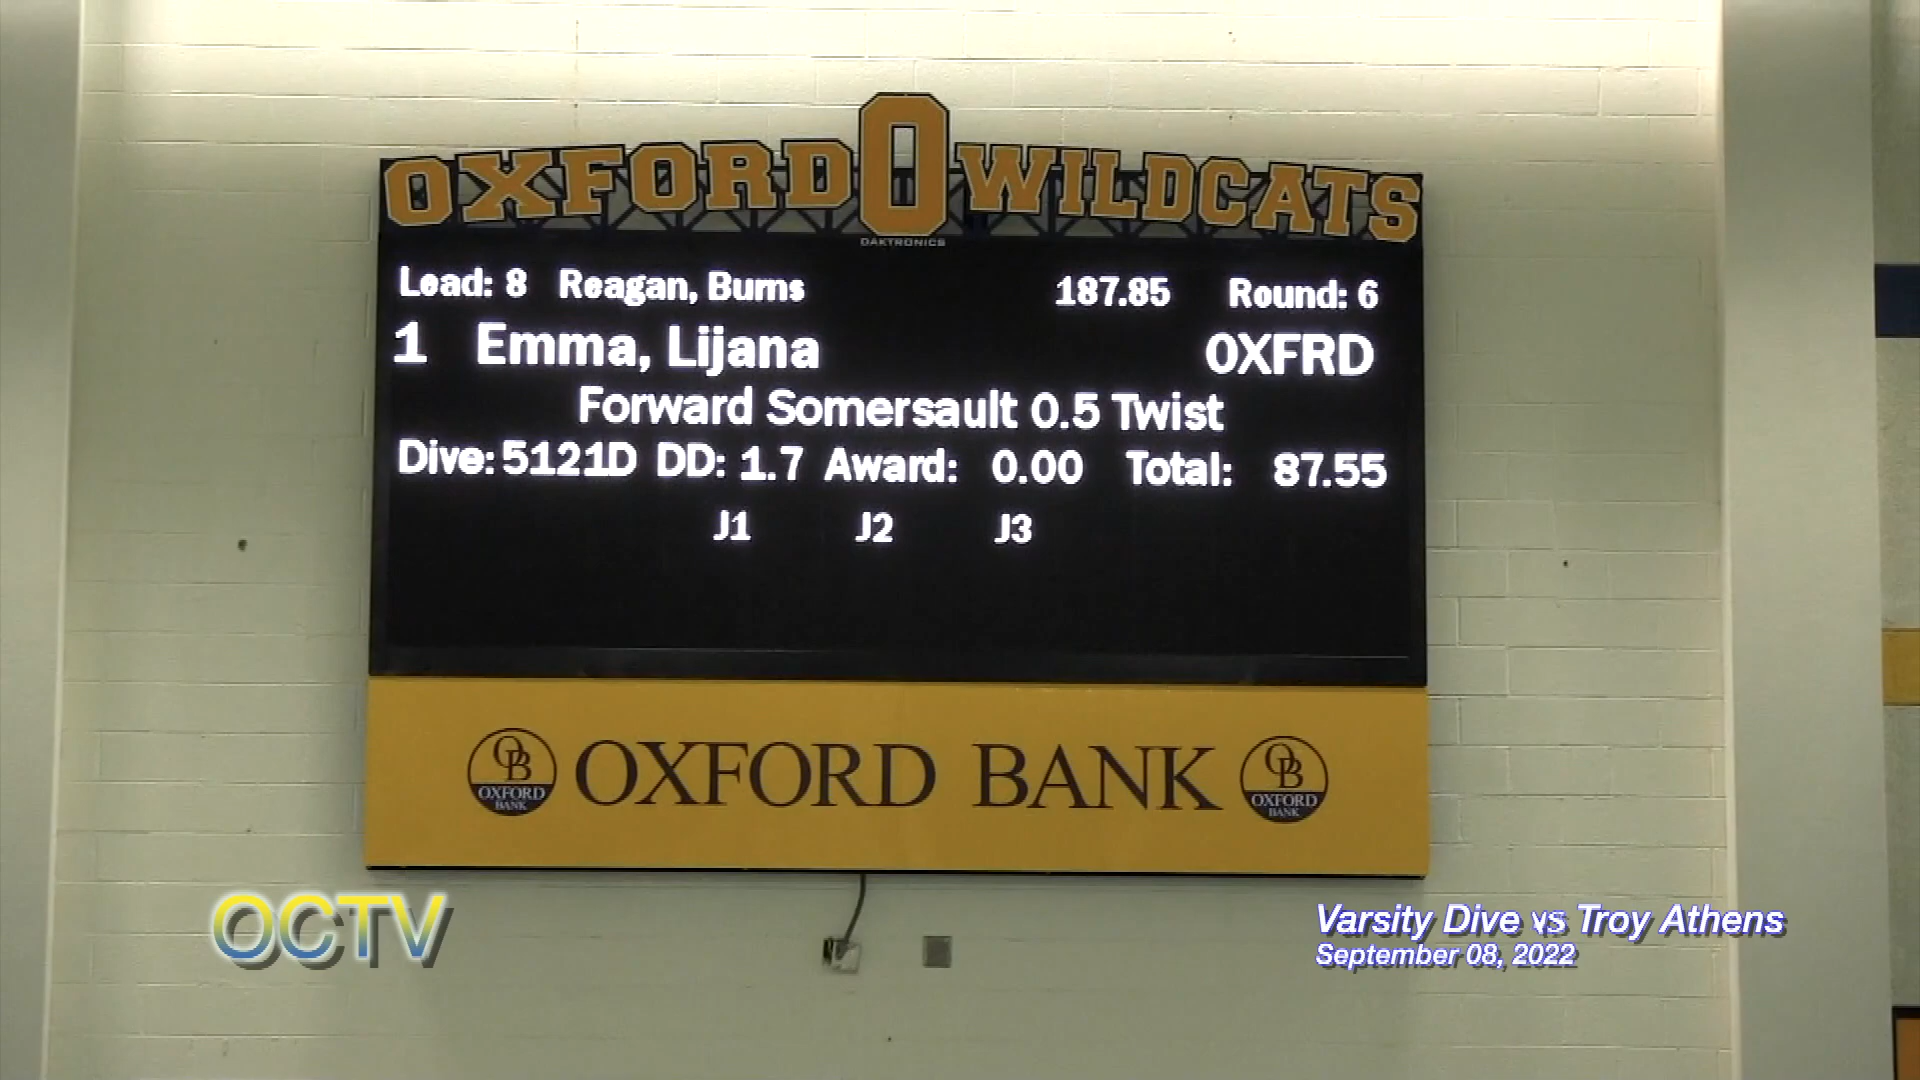 OXFORD O WILDCATS
DAKTRONICS
Lead: 8 Reagan, Burns 187.85 Round: 6
1 Emma, Lijana OXFRD
Forward Somersault 0.5 Twist
Dive: 5121D DD: 1.7 Award: 0.00 Total: 87.55
J1 J2 J3
OB OXFORD BANK
OXFORD BANK
OB OXFORD BANK
OCTV
Varsity Dive vs Troy Athens
September 08, 2022